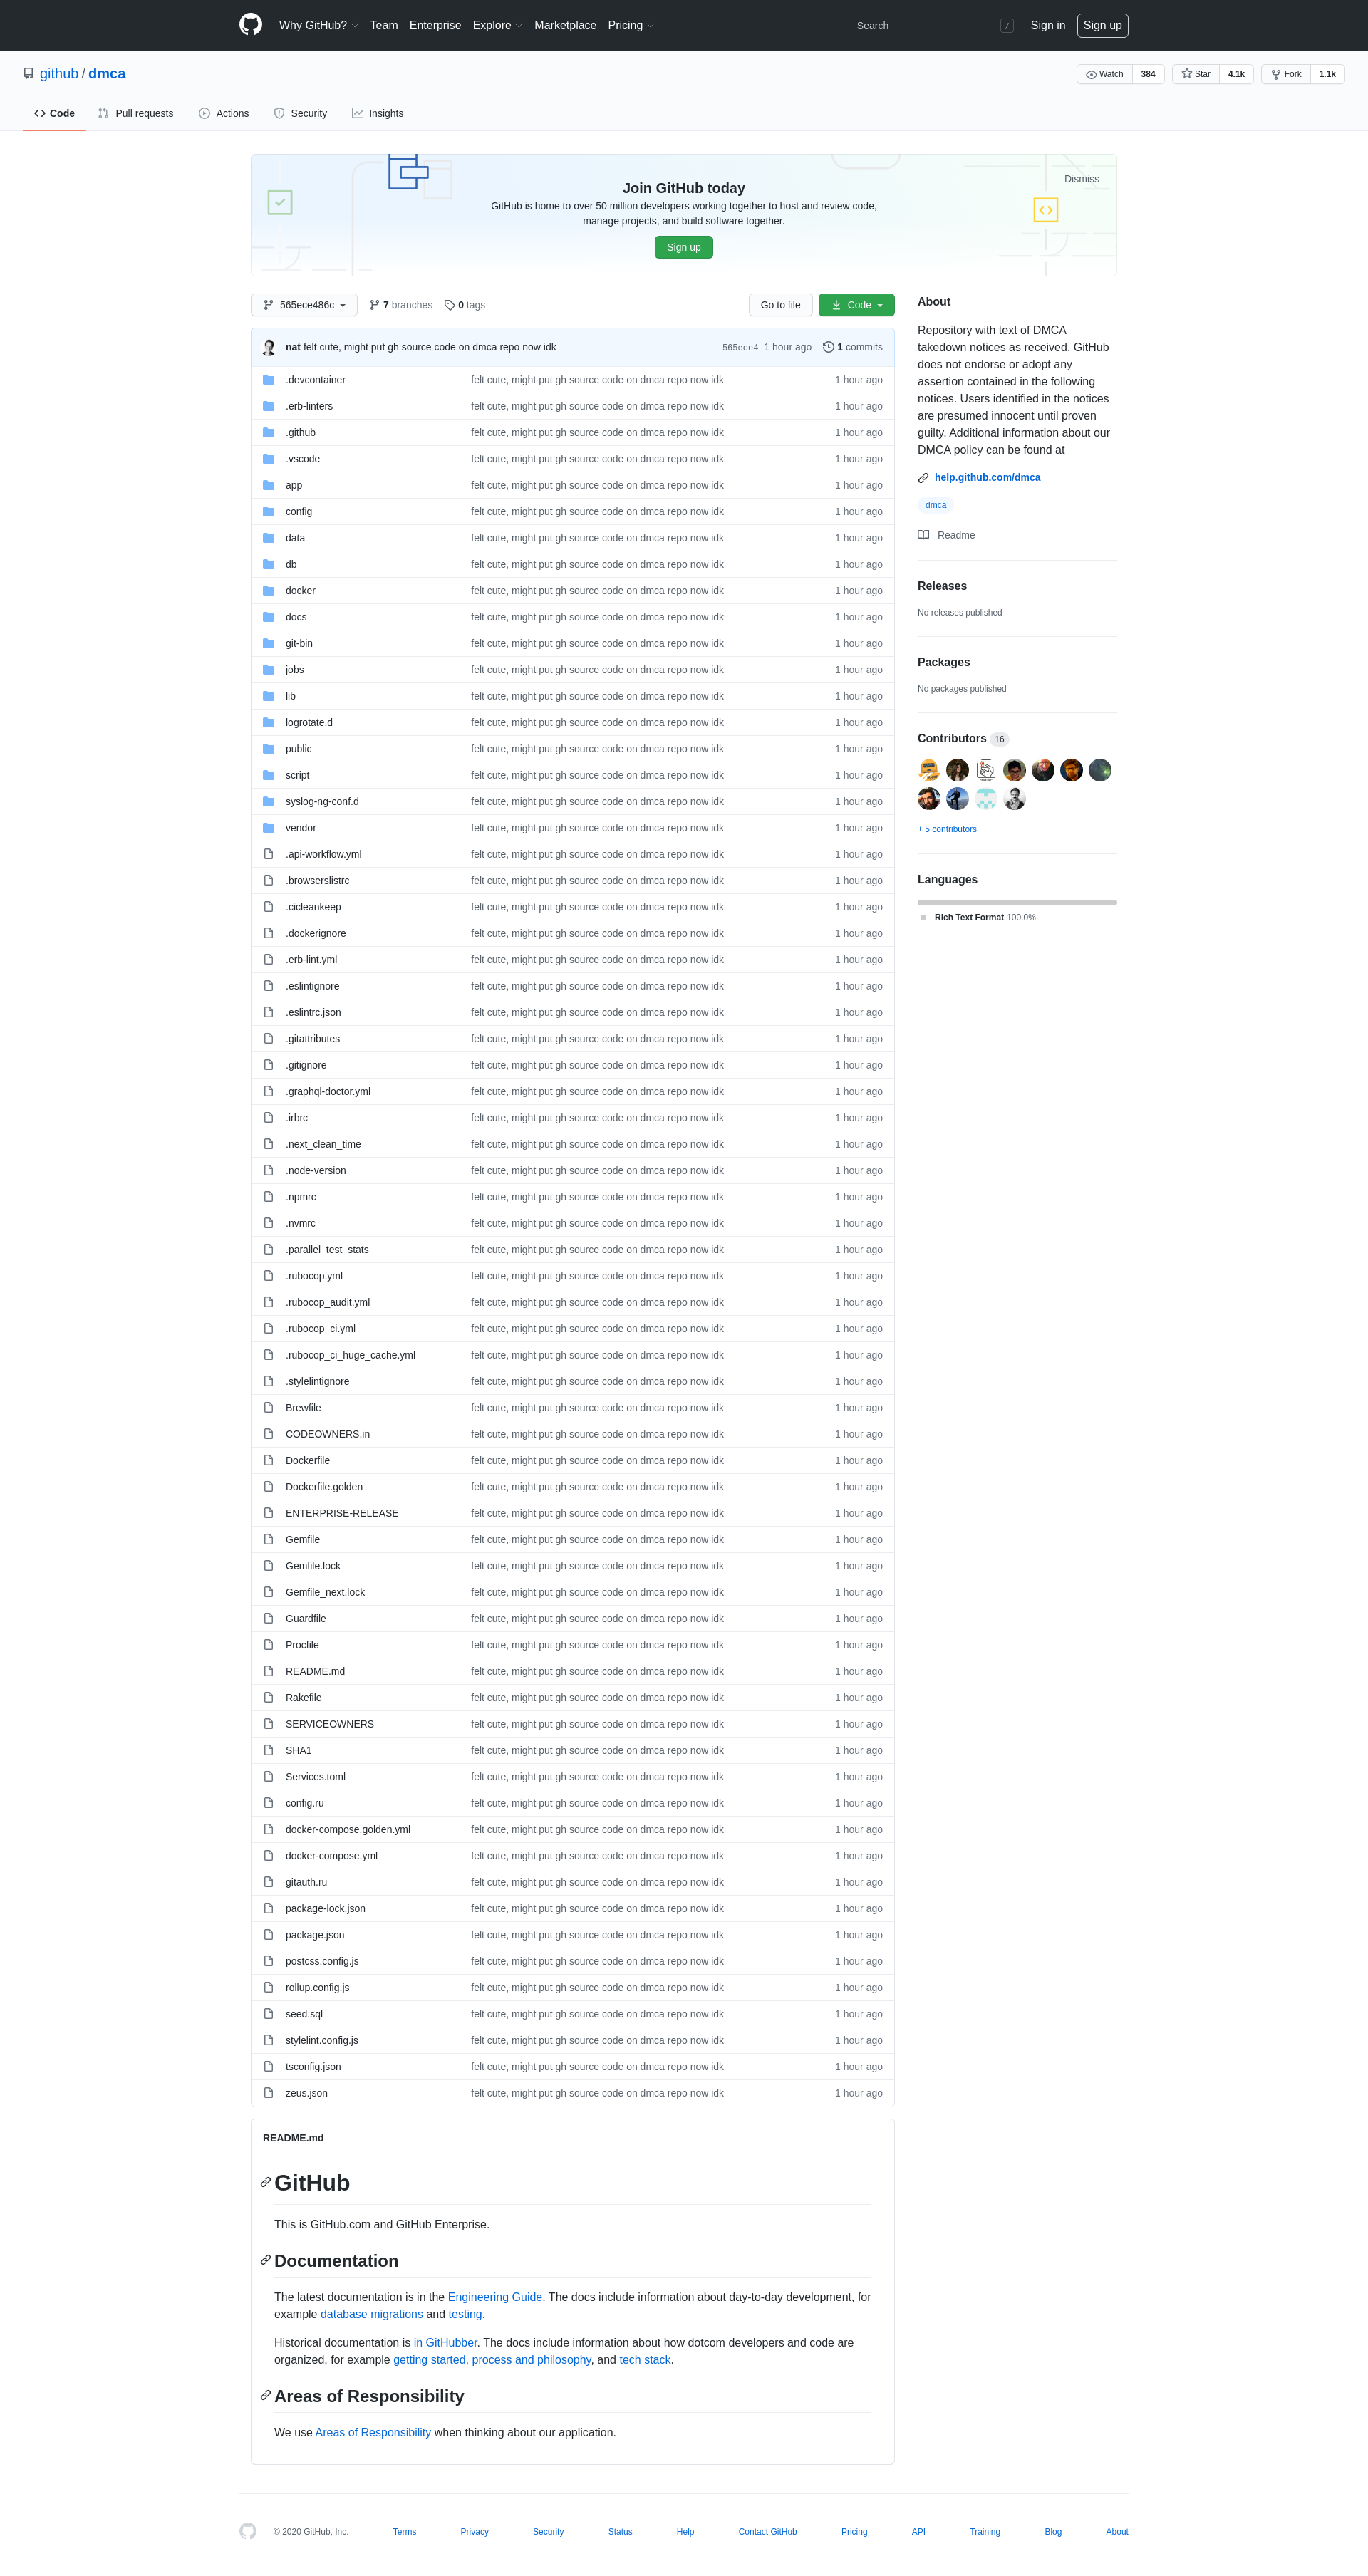 Why GitHub? Team Enterprise Explore Marketplace Pricing Search / Sign in Sign up
github / dmca Watch 384 Star 4.1k Fork 1.1k
Code Pull requests Actions Security Insights
Join GitHub today
Dismiss
GitHub is home to over 50 million developers working together to host and review code,
manage projects, and build software together.
Sign up
565ece486c 7 branches 0 tags Go to file Code
nat felt cute, might put gh source code on dmca repo now idk 565ece4 1 hour ago 1 commits
.devcontainer felt cute, might put gh source code on dmca repo now idk 1 hour ago
.erb-linters felt cute, might put gh source code on dmca repo now idk 1 hour ago
.github felt cute, might put gh source code on dmca repo now idk 1 hour ago
.vscode felt cute, might put gh source code on dmca repo now idk 1 hour ago
app felt cute, might put gh source code on dmca repo now idk 1 hour ago
config felt cute, might put gh source code on dmca repo now idk 1 hour ago
data felt cute, might put gh source code on dmca repo now idk 1 hour ago
db felt cute, might put gh source code on dmca repo now idk 1 hour ago
docker felt cute, might put gh source code on dmca repo now idk 1 hour ago
docs felt cute, might put gh source code on dmca repo now idk 1 hour ago
git-bin felt cute, might put gh source code on dmca repo now idk 1 hour ago
jobs felt cute, might put gh source code on dmca repo now idk 1 hour ago
lib felt cute, might put gh source code on dmca repo now idk 1 hour ago
logrotate.d felt cute, might put gh source code on dmca repo now idk 1 hour ago
public felt cute, might put gh source code on dmca repo now idk 1 hour ago
script felt cute, might put gh source code on dmca repo now idk 1 hour ago
syslog-ng-conf.d felt cute, might put gh source code on dmca repo now idk 1 hour ago
vendor felt cute, might put gh source code on dmca repo now idk 1 hour ago
.api-workflow.yml felt cute, might put gh source code on dmca repo now idk 1 hour ago
.browserslistrc felt cute, might put gh source code on dmca repo now idk 1 hour ago
.cicleankeep felt cute, might put gh source code on dmca repo now idk 1 hour ago
.dockerignore felt cute, might put gh source code on dmca repo now idk 1 hour ago
.erb-lint.yml felt cute, might put gh source code on dmca repo now idk 1 hour ago
.eslintignore felt cute, might put gh source code on dmca repo now idk 1 hour ago
.eslintrc.json felt cute, might put gh source code on dmca repo now idk 1 hour ago
.gitattributes felt cute, might put gh source code on dmca repo now idk 1 hour ago
.gitignore felt cute, might put gh source code on dmca repo now idk 1 hour ago
.graphql-doctor.yml felt cute, might put gh source code on dmca repo now idk 1 hour ago
.irbrc felt cute, might put gh source code on dmca repo now idk 1 hour ago
.next_clean_time felt cute, might put gh source code on dmca repo now idk 1 hour ago
.node-version felt cute, might put gh source code on dmca repo now idk 1 hour ago
.npmrc felt cute, might put gh source code on dmca repo now idk 1 hour ago
.nvmrc felt cute, might put gh source code on dmca repo now idk 1 hour ago
.parallel_test_stats felt cute, might put gh source code on dmca repo now idk 1 hour ago
.rubocop.yml felt cute, might put gh source code on dmca repo now idk 1 hour ago
.rubocop_audit.yml felt cute, might put gh source code on dmca repo now idk 1 hour ago
.rubocop_ci.yml felt cute, might put gh source code on dmca repo now idk 1 hour ago
.rubocop_ci_huge_cache.yml felt cute, might put gh source code on dmca repo now idk 1 hour ago
.stylelintignore felt cute, might put gh source code on dmca repo now idk 1 hour ago
Brewfile felt cute, might put gh source code on dmca repo now idk 1 hour ago
CODEOWNERS.in felt cute, might put gh source code on dmca repo now idk 1 hour ago
Dockerfile felt cute, might put gh source code on dmca repo now idk 1 hour ago
Dockerfile.golden felt cute, might put gh source code on dmca repo now idk 1 hour ago
ENTERPRISE-RELEASE felt cute, might put gh source code on dmca repo now idk 1 hour ago
Gemfile felt cute, might put gh source code on dmca repo now idk 1 hour ago
Gemfile.lock felt cute, might put gh source code on dmca repo now idk 1 hour ago
Gemfile_next.lock felt cute, might put gh source code on dmca repo now idk 1 hour ago
Guardfile felt cute, might put gh source code on dmca repo now idk 1 hour ago
Procfile felt cute, might put gh source code on dmca repo now idk 1 hour ago
README.md felt cute, might put gh source code on dmca repo now idk 1 hour ago
Rakefile felt cute, might put gh source code on dmca repo now idk 1 hour ago
SERVICEOWNERS felt cute, might put gh source code on dmca repo now idk 1 hour ago
SHA1 felt cute, might put gh source code on dmca repo now idk 1 hour ago
Services.toml felt cute, might put gh source code on dmca repo now idk 1 hour ago
config.ru felt cute, might put gh source code on dmca repo now idk 1 hour ago
docker-compose.golden.yml felt cute, might put gh source code on dmca repo now idk 1 hour ago
docker-compose.yml felt cute, might put gh source code on dmca repo now idk 1 hour ago
gitauth.ru felt cute, might put gh source code on dmca repo now idk 1 hour ago
package-lock.json felt cute, might put gh source code on dmca repo now idk 1 hour ago
package.json felt cute, might put gh source code on dmca repo now idk 1 hour ago
postcss.config.js felt cute, might put gh source code on dmca repo now idk 1 hour ago
rollup.config.js felt cute, might put gh source code on dmca repo now idk 1 hour ago
seed.sql felt cute, might put gh source code on dmca repo now idk 1 hour ago
stylelint.config.js felt cute, might put gh source code on dmca repo now idk 1 hour ago
tsconfig.json felt cute, might put gh source code on dmca repo now idk 1 hour ago
zeus.json felt cute, might put gh source code on dmca repo now idk 1 hour ago
README.md
GitHub
This is GitHub.com and GitHub Enterprise.
Documentation
The latest documentation is in the Engineering Guide. The docs include information about day-to-day development, for
example database migrations and testing.
Historical documentation is in GitHubber. The docs include information about how dotcom developers and code are
organized, for example getting started, process and philosophy, and tech stack.
Areas of Responsibility
We use Areas of Responsibility when thinking about our application.
About
Repository with text of DMCA
takedown notices as received. GitHub
does not endorse or adopt any
assertion contained in the following
notices. Users identified in the notices
are presumed innocent until proven
guilty. Additional information about our
DMCA policy can be found at
help.github.com/dmca
dmca
Readme
Releases
No releases published
Packages
No packages published
Contributors 16
+ 5 contributors
Languages
Rich Text Format 100.0%
© 2020 GitHub, Inc. Terms Privacy Security Status Help Contact GitHub Pricing API Training Blog About